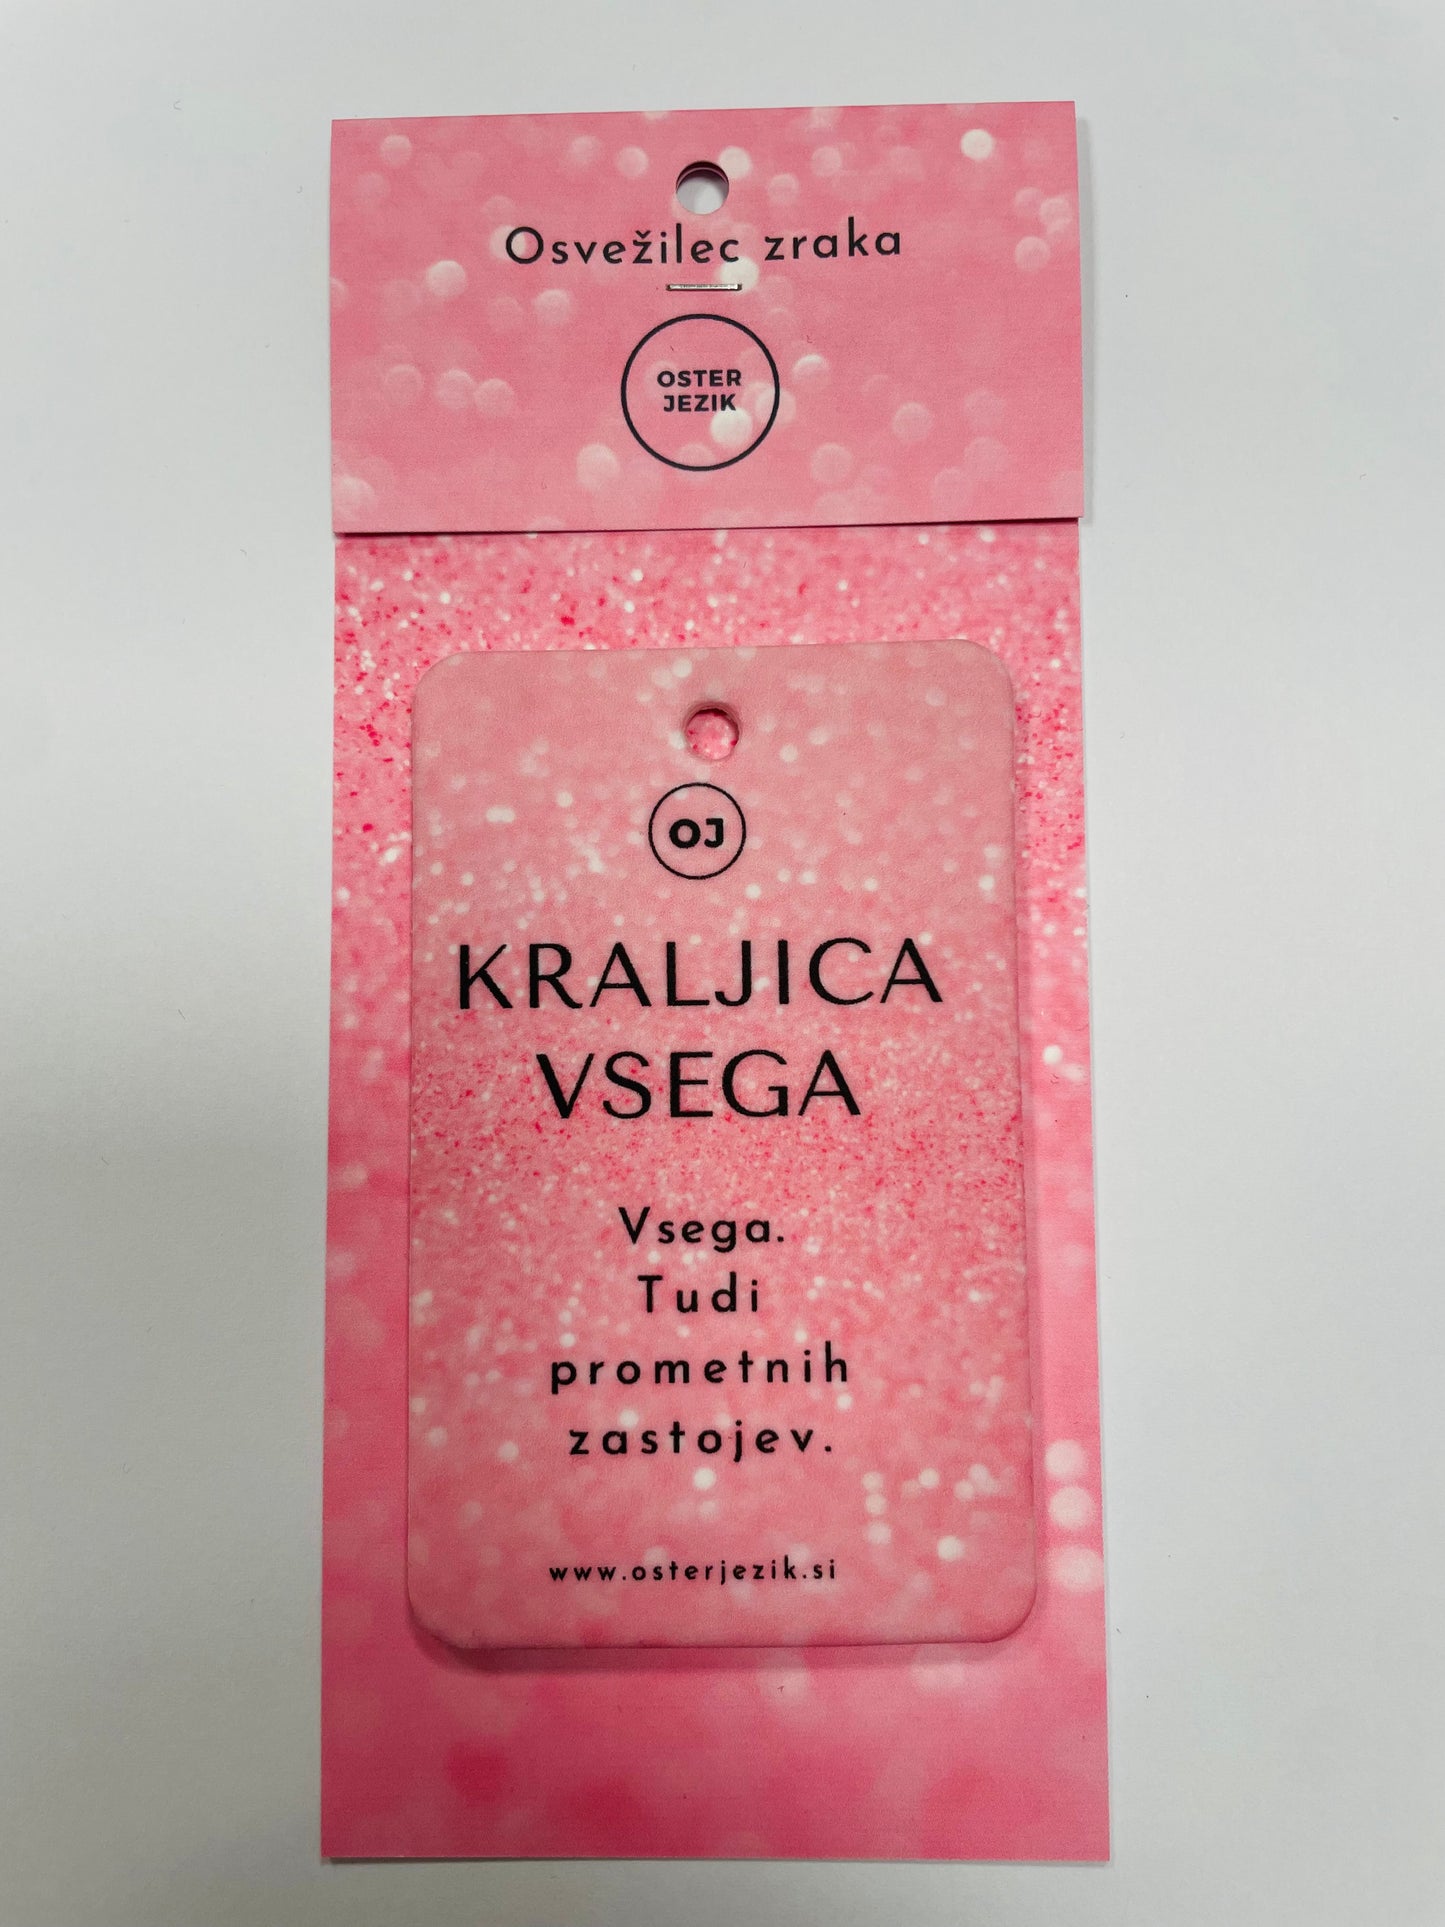 Osvežilec zraka
OSTER
JEZIK
OJ
KRALJICA
VSEGA
Vsega.
Tudi
prometnih
zastojev.
www.osterjezik.si